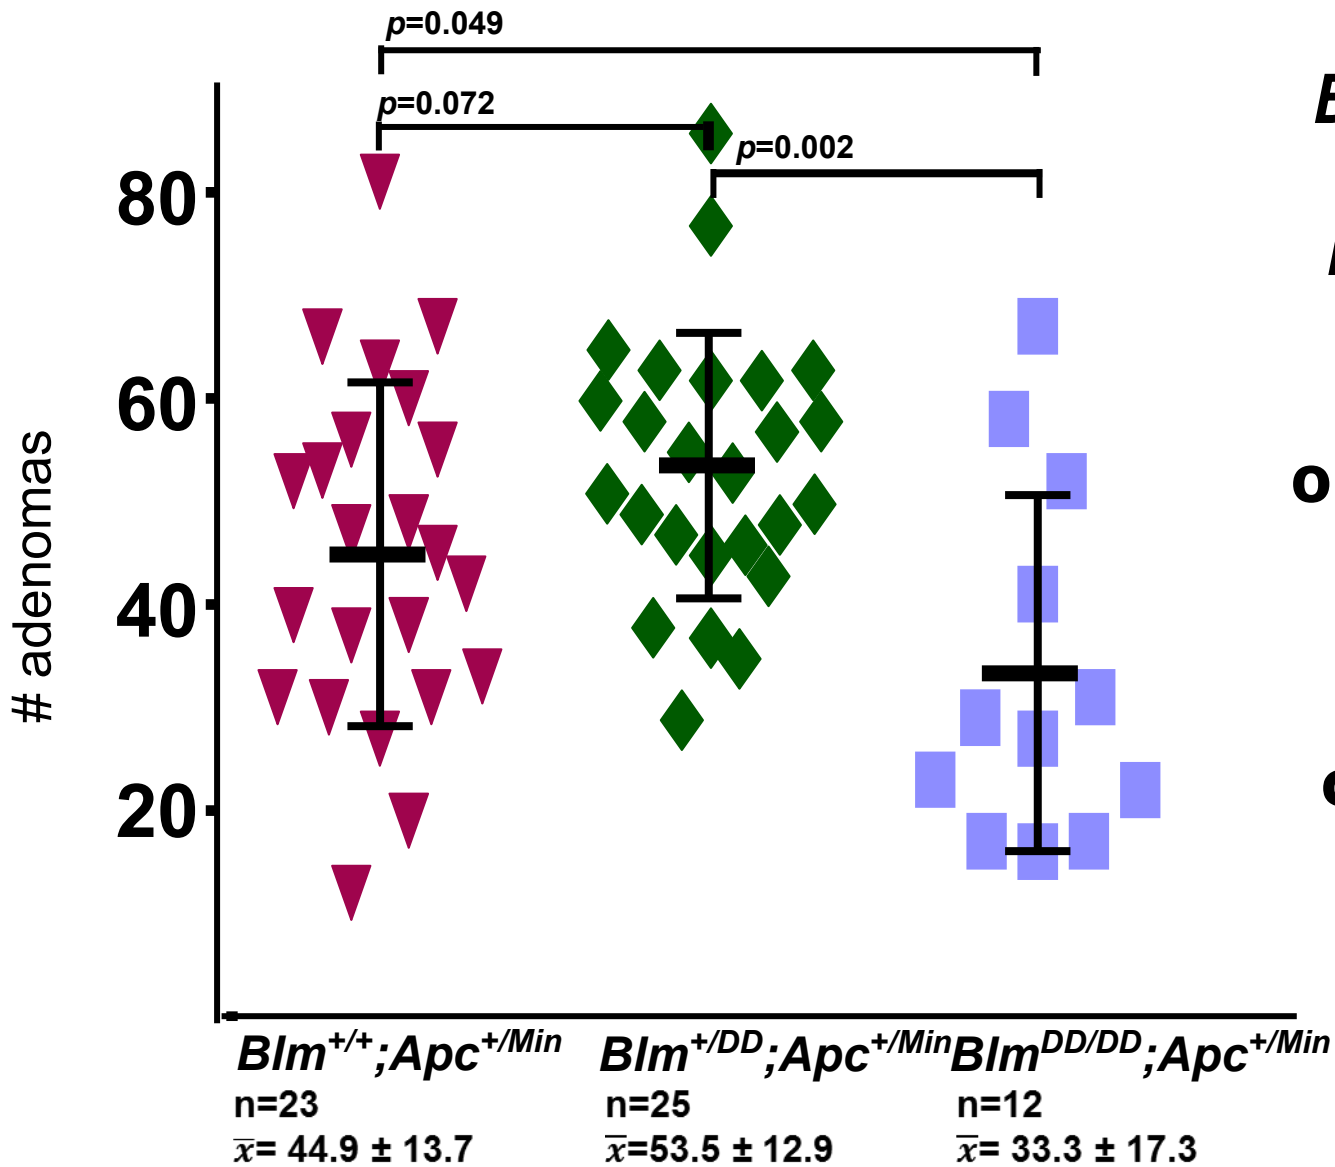 p=0.049
p=0.072
p=0.002
80
60
40
20
# adenomas
o
Blm+/+;Apc+/Min Blm+/DD;Apc+/Min BlmDD/DD;Apc+/Min
n=23 n=25 n=12
x̅= 44.9 ± 13.7 x̅=53.5 ± 12.9 x̅= 33.3 ± 17.3